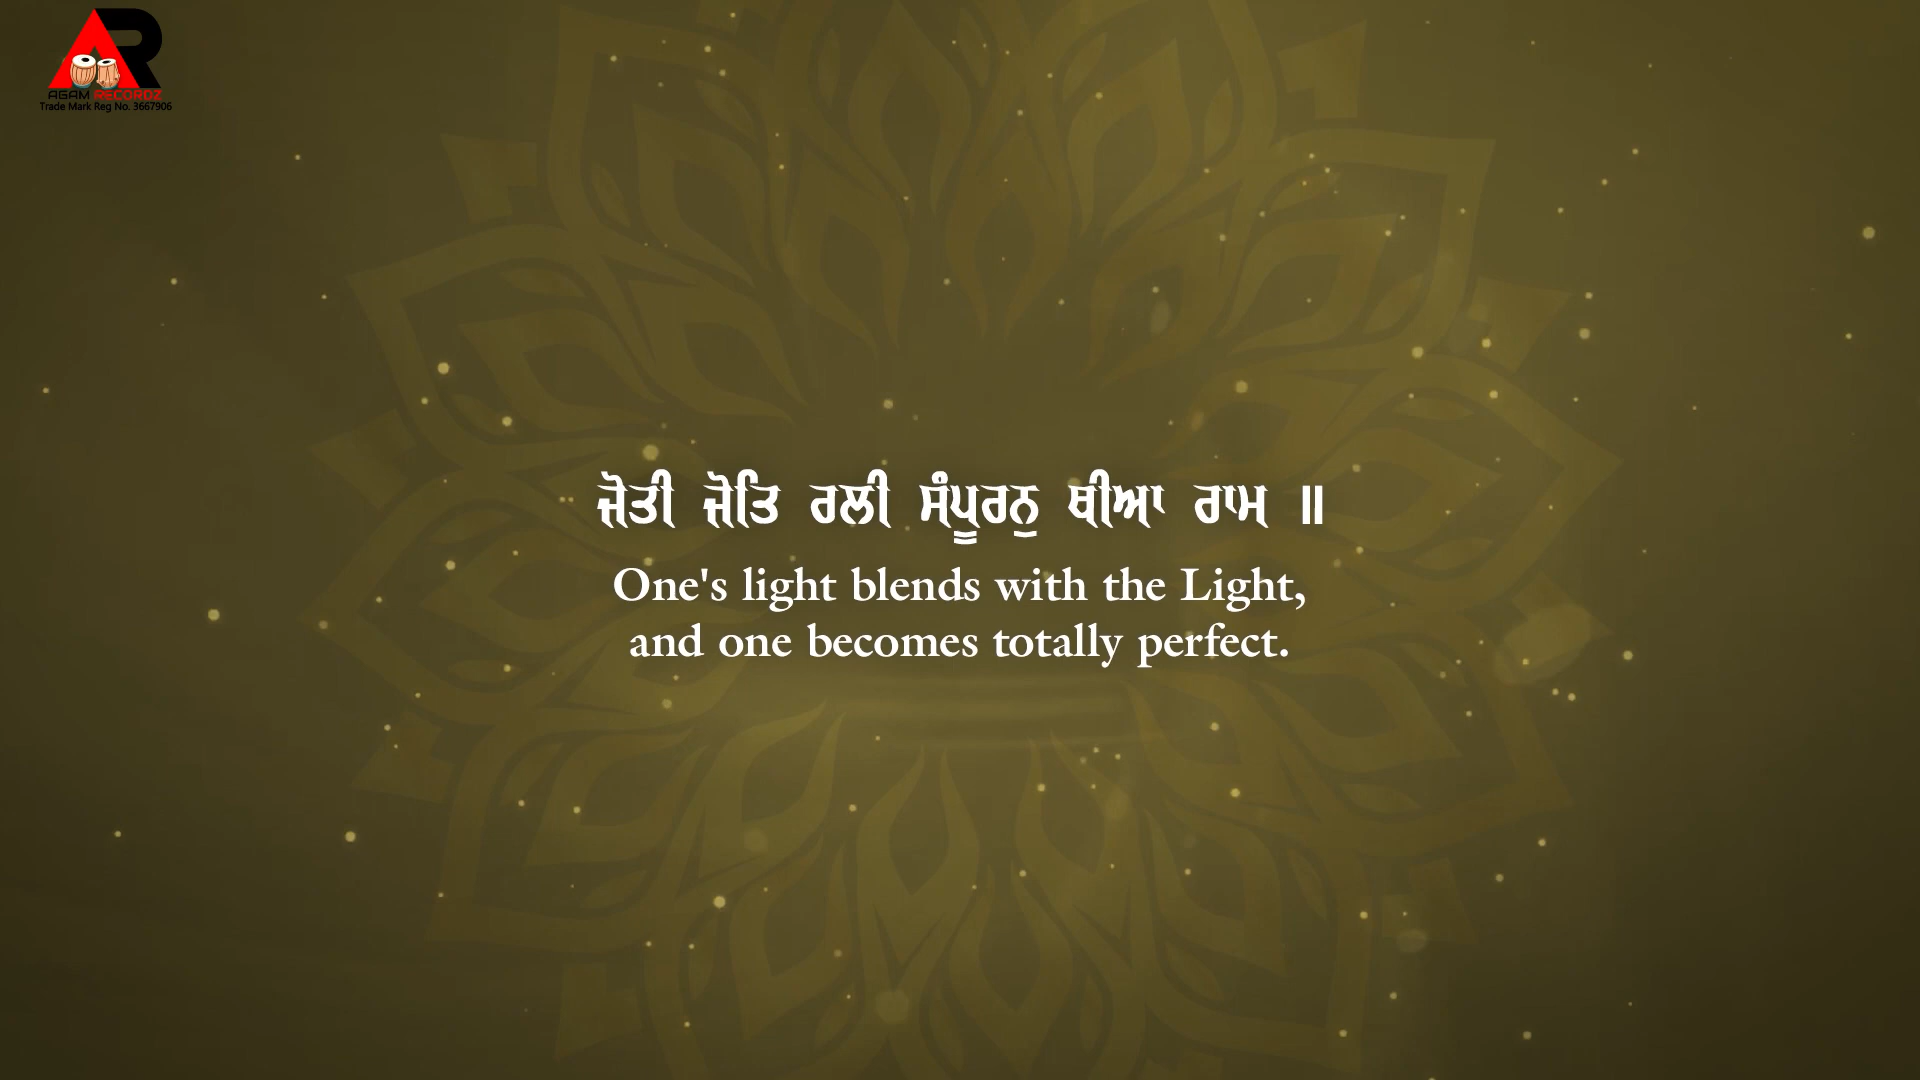 AR
AGAM RECORDZ
Trade Mark Reg No. 3667906
ਜੋਤੀ ਜੋਤਿ ਰਲੀ ਸੰਪੂਰਨੁ ਥੀਆ ਰਾਮ ॥
One's light blends with the Light,
and one becomes totally perfect.